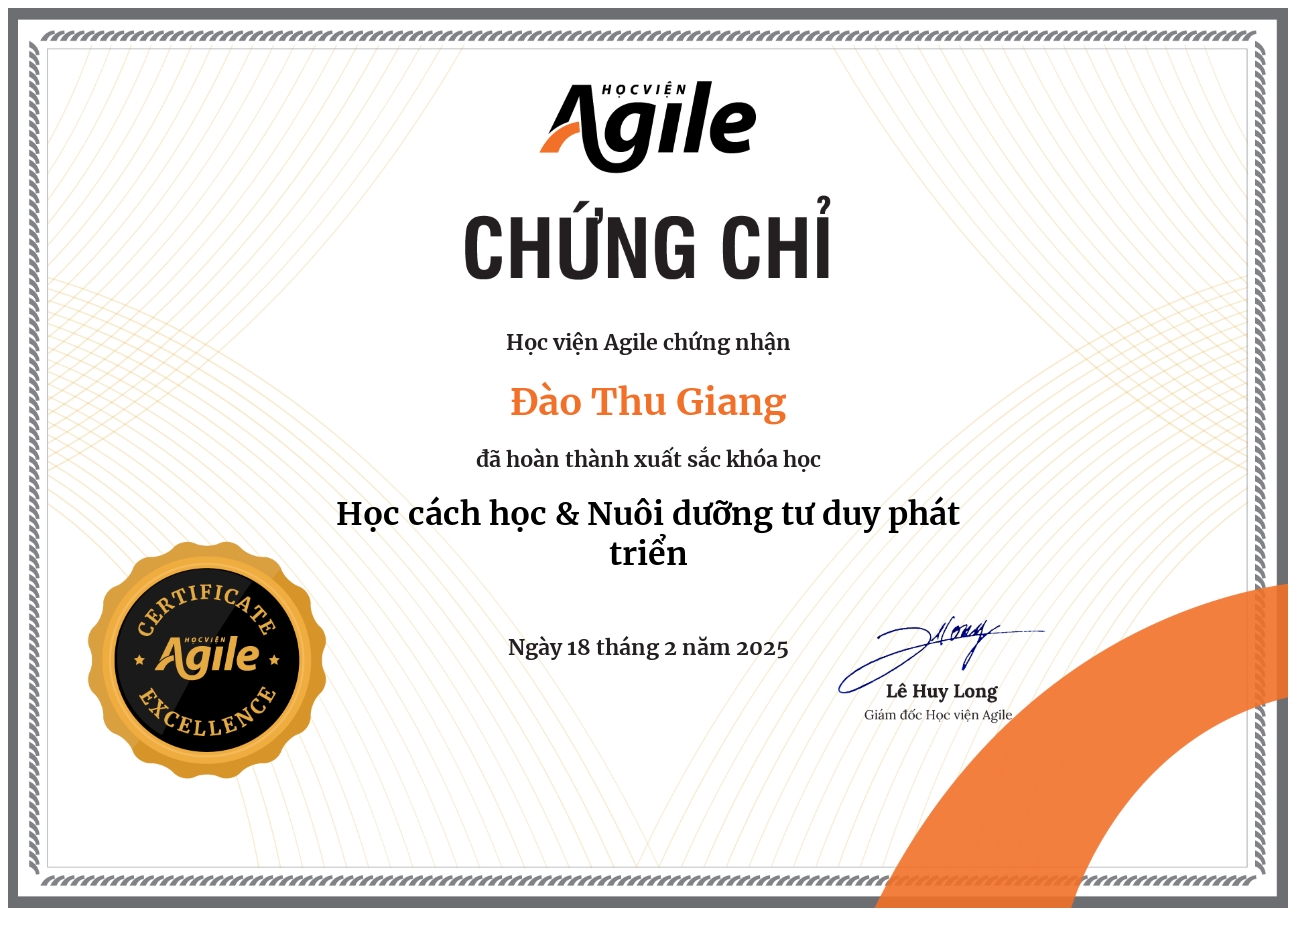 HỌC VIỆN
Agile
CHỨNG CHỈ
Học viện Agile chứng nhận
Đào Thu Giang
đã hoàn thành xuất sắc khóa học
Học cách học & Nuôi dưỡng tư duy phát
triển
Ngày 18 tháng 2 năm 2025
Lê Huy Long
Giám đốc Học viện Agile
CERTIFICATE
HỌC VIỆN
Agile
EXCELLENCE